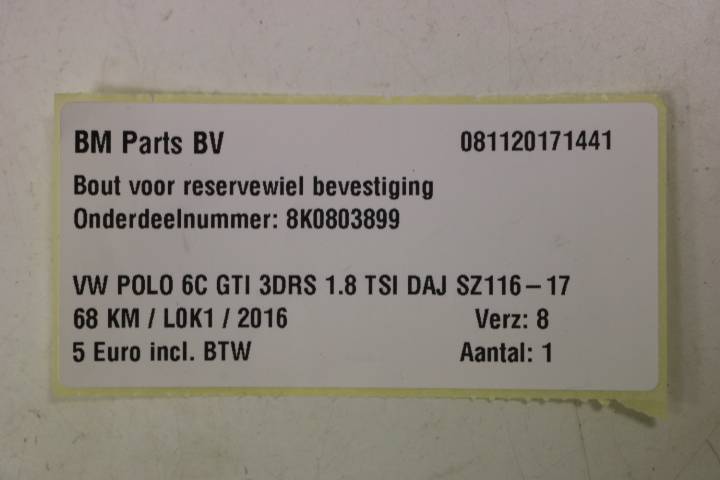 BM Parts BV 081120171441
Bout voor reservewiel bevestiging
Onderdeelnummer: 8K0803899
VW POLO 6C GTI 3DRS 1.8 TSI DAJ SZ116-17
68 KM / L0K1 / 2016 Verz: 8
5 Euro incl. BTW Aantal: 1